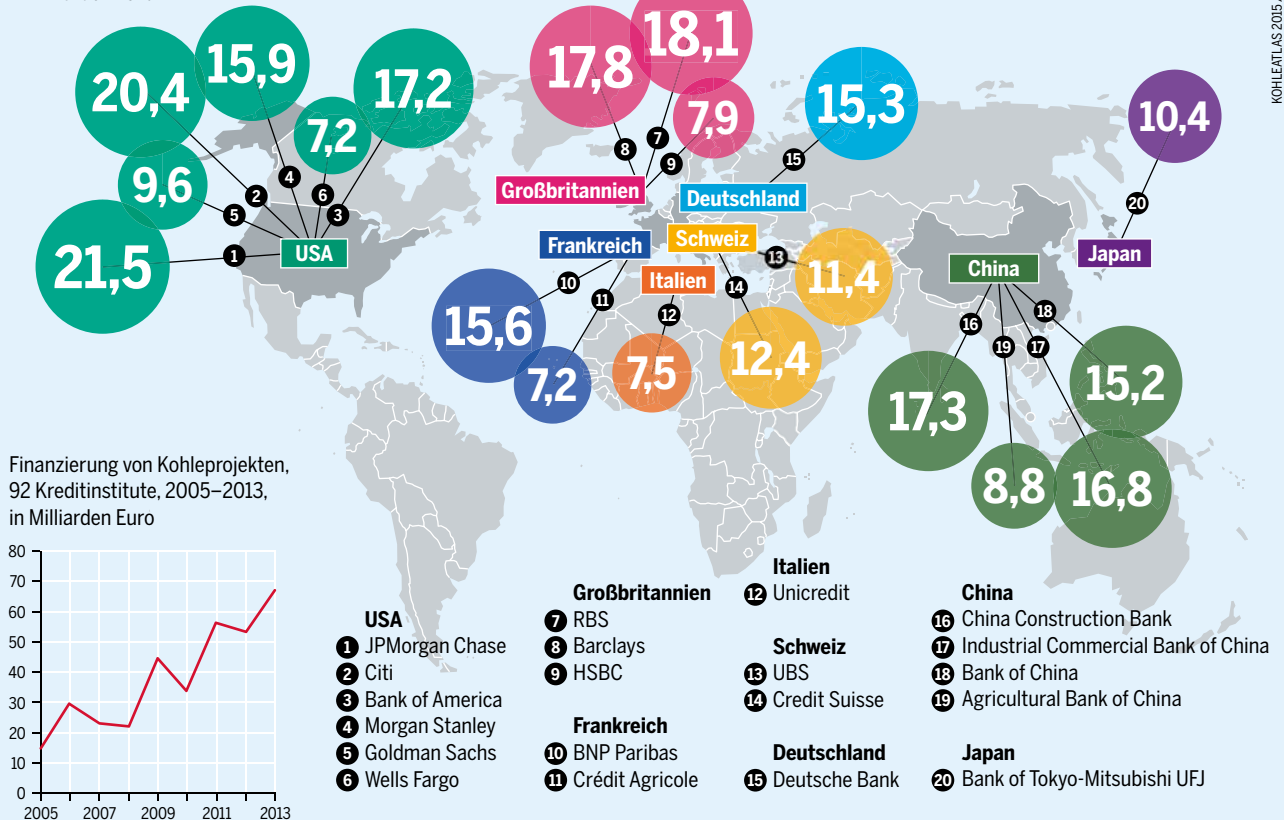 KOHLEATLAS 2015
20,4
15,9
7,2
17,2
9,6
21,5
2
4
6
3
5
1
USA
17,8
18,1
7,9
8
7
9
Großbritannien
15,3
15
Deutschland
10,4
20
Japan
Frankreich
10
11
15,6
7,2
Schweiz
13
14
11,4
12,4
Italien
12
7,5
China
16
19
17
18
17,3
8,8
16,8
15,2
Finanzierung von Kohleprojekten,
92 Kreditinstitute, 2005–2013,
in Milliarden Euro
80
70
60
50
40
30
20
10
0
2005
2007
2009
2011
2013
USA
1 JPMorgan Chase
2 Citi
3 Bank of America
4 Morgan Stanley
5 Goldman Sachs
6 Wells Fargo
Großbritannien
7 RBS
8 Barclays
9 HSBC
Frankreich
10 BNP Paribas
11 Crédit Agricole
Italien
12 Unicredit
Schweiz
13 UBS
14 Credit Suisse
Deutschland
15 Deutsche Bank
China
16 China Construction Bank
17 Industrial Commercial Bank of China
18 Bank of China
19 Agricultural Bank of China
Japan
20 Bank of Tokyo-Mitsubishi UFJ